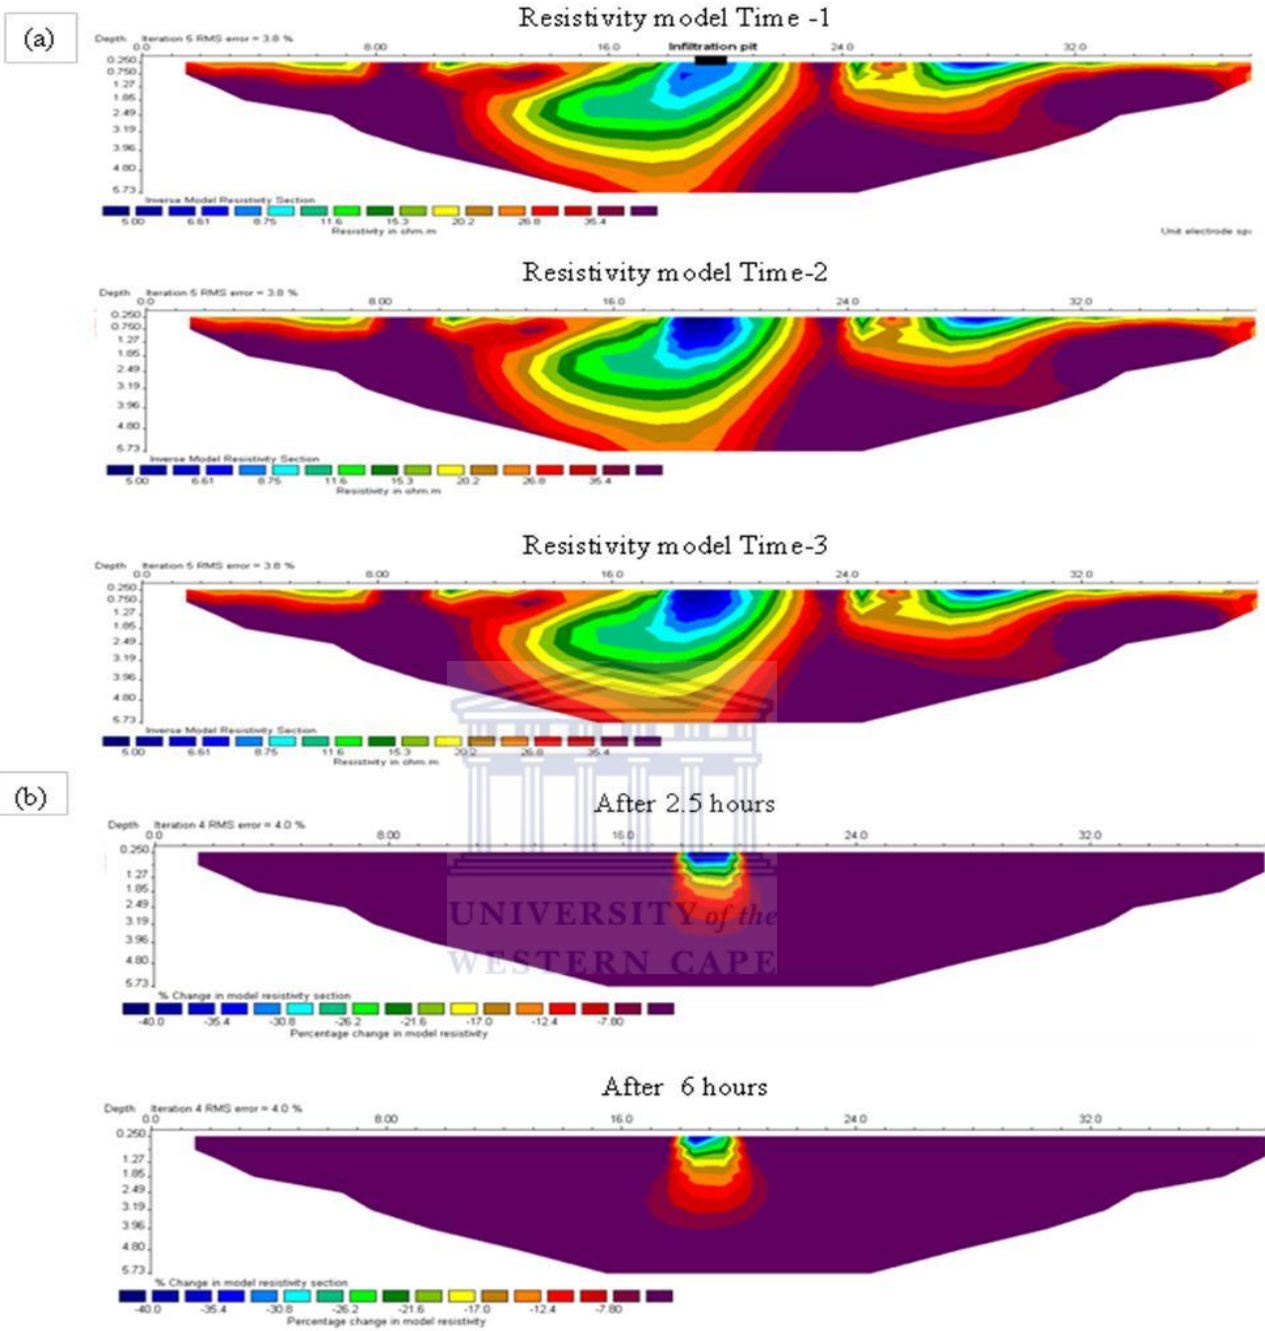 (a)
Resistivity model Time -1
Depth Iteration 5 RMS error = 3.8 %
0.0 8.00 16.0 Infiltration pit 24.0 32.0
0.250
0.750
1.27
1.85
2.49
3.19
3.96
4.80
5.73
Inverse Model Resistivity Section
5.00 6.61 8.75 11.6 15.3 20.2 26.8 35.4
Resistivity in ohm.m
Unit electrode spa
Resistivity model Time-2
Depth Iteration 5 RMS error = 3.8 %
0.0 8.00 16.0 24.0 32.0
0.250
0.750
1.27
1.85
2.49
3.19
3.96
4.80
5.73
Inverse Model Resistivity Section
5.00 6.61 8.75 11.6 15.3 20.2 26.8 35.4
Resistivity in ohm.m
Resistivity model Time-3
Depth Iteration 5 RMS error = 3.8 %
0.0 8.00 16.0 24.0 32.0
0.250
0.750
1.27
1.85
2.49
3.19
3.96
4.80
5.73
Inverse Model Resistivity Section
5.00 6.61 8.75 11.6 15.3 20.2 26.8 35.4
Resistivity in ohm.m
(b)
After 2.5 hours
Depth Iteration 4 RMS error = 4.0 %
0.0 8.00 16.0 24.0 32.0
0.250
1.27
1.85
2.49
3.19
3.96
4.80
5.73
UNIVERSITY of the
WESTERN CAPE
% Change in model resistivity section
-40.0 -35.4 -30.8 -26.2 -21.6 -17.0 -12.4 -7.80
Percentage change in model resistivity
After 6 hours
Depth Iteration 4 RMS error = 4.0 %
0.0 8.00 16.0 24.0 32.0
0.250
1.27
1.85
2.49
3.19
3.96
4.80
5.73
% Change in model resistivity section
-40.0 -35.4 -30.8 -26.2 -21.6 -17.0 -12.4 -7.80
Percentage change in model resistivity